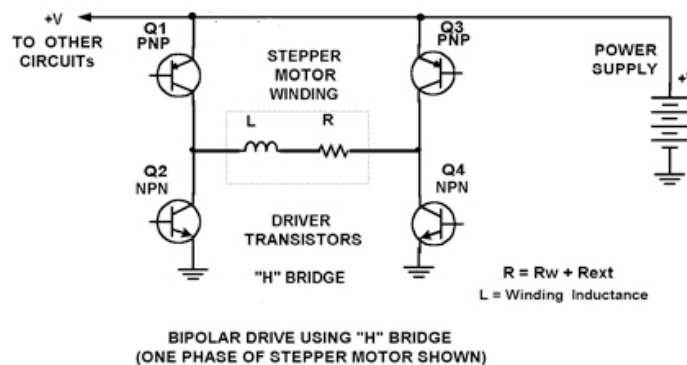 +V
TO OTHER
CIRCUITs
Q1
PNP
Q3
PNP
STEPPER
MOTOR
WINDING
POWER
SUPPLY
L
R
Q2
NPN
Q4
NPN
DRIVER
TRANSISTORS
"H" BRIDGE
R = Rw + Rext
L = Winding Inductance
BIPOLAR DRIVE USING "H" BRIDGE
(ONE PHASE OF STEPPER MOTOR SHOWN)